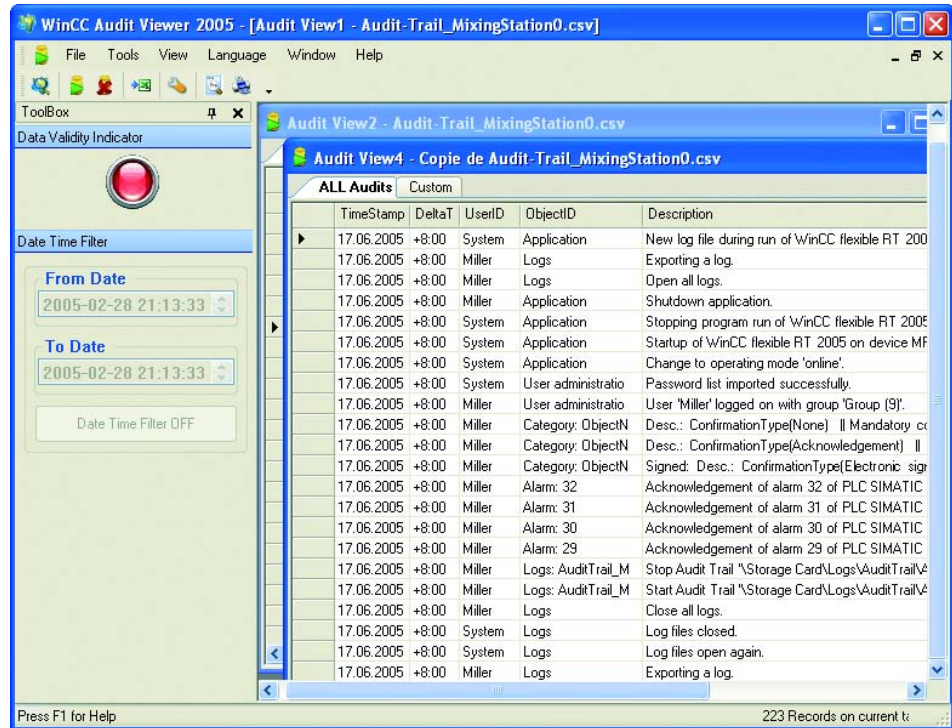 WinCC Audit Viewer 2005 - [Audit View1 - Audit-Trail_MixingStation0.csv]
File Tools View Language Window Help
ToolBox
Data Validity Indicator
Date Time Filter
From Date
2005-02-28 21:13:33
To Date
2005-02-28 21:13:33
Date Time Filter OFF
Audit View2 - Audit-Trail_MixingStation0.csv
Audit View4 - Copie de Audit-Trail_MixingStation0.csv
ALL Audits Custom
TimeStamp DeltaT UserID ObjectID Description
17.06.2005 +8:00 System Application New log file during run of WinCC flexible RT 200
17.06.2005 +8:00 Miller Logs Exporting a log.
17.06.2005 +8:00 Miller Logs Open all logs.
17.06.2005 +8:00 Miller Application Shutdown application.
17.06.2005 +8:00 System Application Stopping program run of WinCC flexible RT 2005
17.06.2005 +8:00 System Application Startup of WinCC flexible RT 2005 on device MF
17.06.2005 +8:00 System Application Change to operating mode 'online'.
17.06.2005 +8:00 System User administratio Password list imported successfully.
17.06.2005 +8:00 Miller User administratio User 'Miller' logged on with group 'Group (9)'.
17.06.2005 +8:00 Miller Category: ObjectN Desc.: ConfirmationType(None) || Mandatory co
17.06.2005 +8:00 Miller Category: ObjectN Desc.: ConfirmationType(Acknowledgement) ||
17.06.2005 +8:00 Miller Category: ObjectN Signed: Desc.: ConfirmationType(Electronic sigr
17.06.2005 +8:00 Miller Alarm: 32 Acknowledgement of alarm 32 of PLC SIMATIC
17.06.2005 +8:00 Miller Alarm: 31 Acknowledgement of alarm 31 of PLC SIMATIC
17.06.2005 +8:00 Miller Alarm: 30 Acknowledgement of alarm 30 of PLC SIMATIC
17.06.2005 +8:00 Miller Alarm: 29 Acknowledgement of alarm 29 of PLC SIMATIC
17.06.2005 +8:00 Miller Logs: AuditTrail_M Stop Audit Trail "\Storage Card\Logs\AuditTrail\A
17.06.2005 +8:00 Miller Logs: AuditTrail_M Start Audit Trail "\Storage Card\Logs\AuditTrail\A
17.06.2005 +8:00 Miller Logs Close all logs.
17.06.2005 +8:00 System Logs Log files closed.
17.06.2005 +8:00 System Logs Log files open again.
17.06.2005 +8:00 Miller Logs Exporting a log.
Press F1 for Help
223 Records on current ta